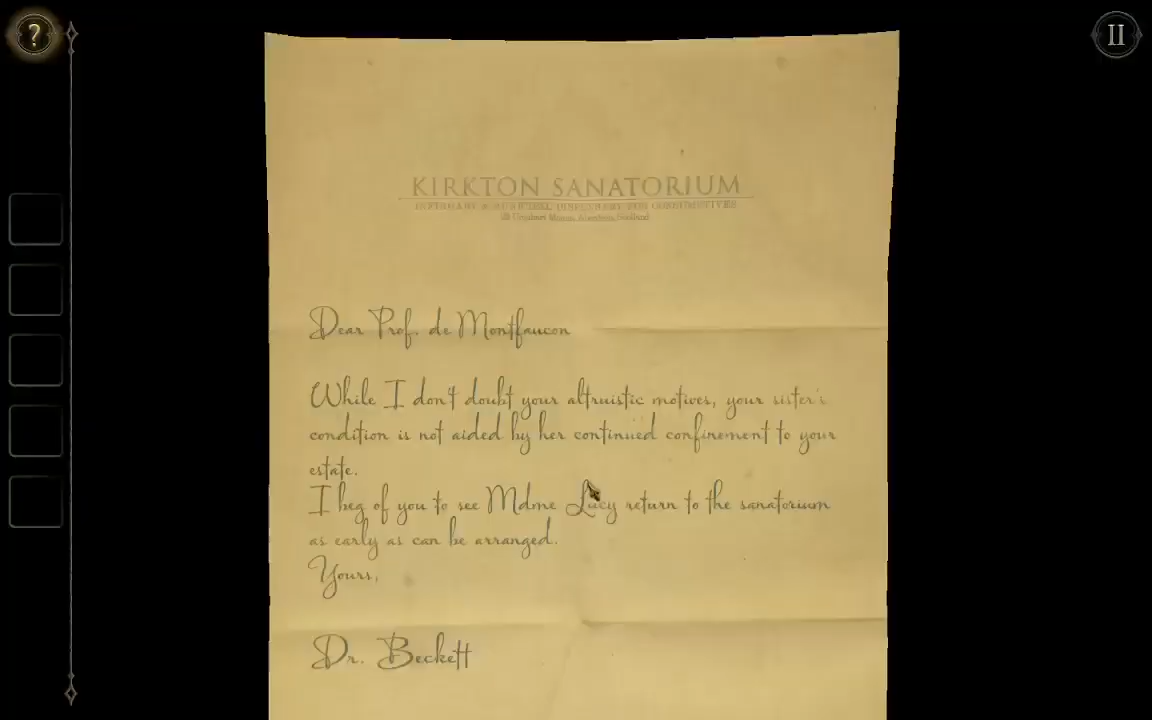 ?
II
KIRKTON SANATORIUM
Dear Prof. de Montfaucon
While I don't doubt your altruistic motives, your sister's
condition is not aided by her continued confinement to your
estate.
I beg of you to see Mdme Lucy return to the sanatorium
as early as can be arranged.
Yours,
Dr. Beckett